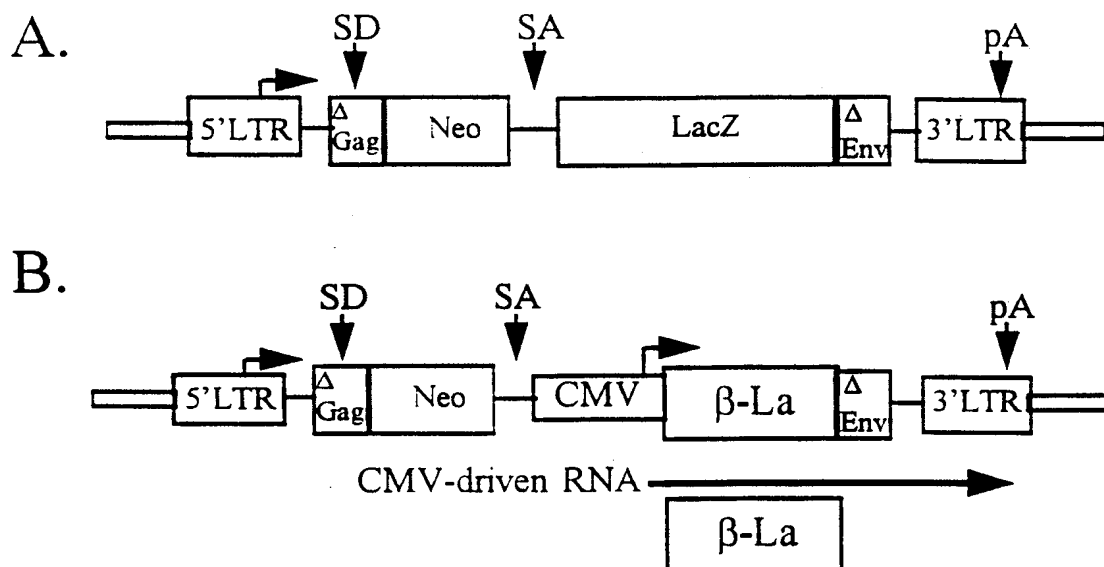 A.
SD SA pA
5'LTR Δ Gag Neo LacZ Δ Env 3'LTR
B.
SD SA pA
5'LTR Δ Gag Neo CMV β-La Δ Env 3'LTR
CMV-driven RNA
β-La